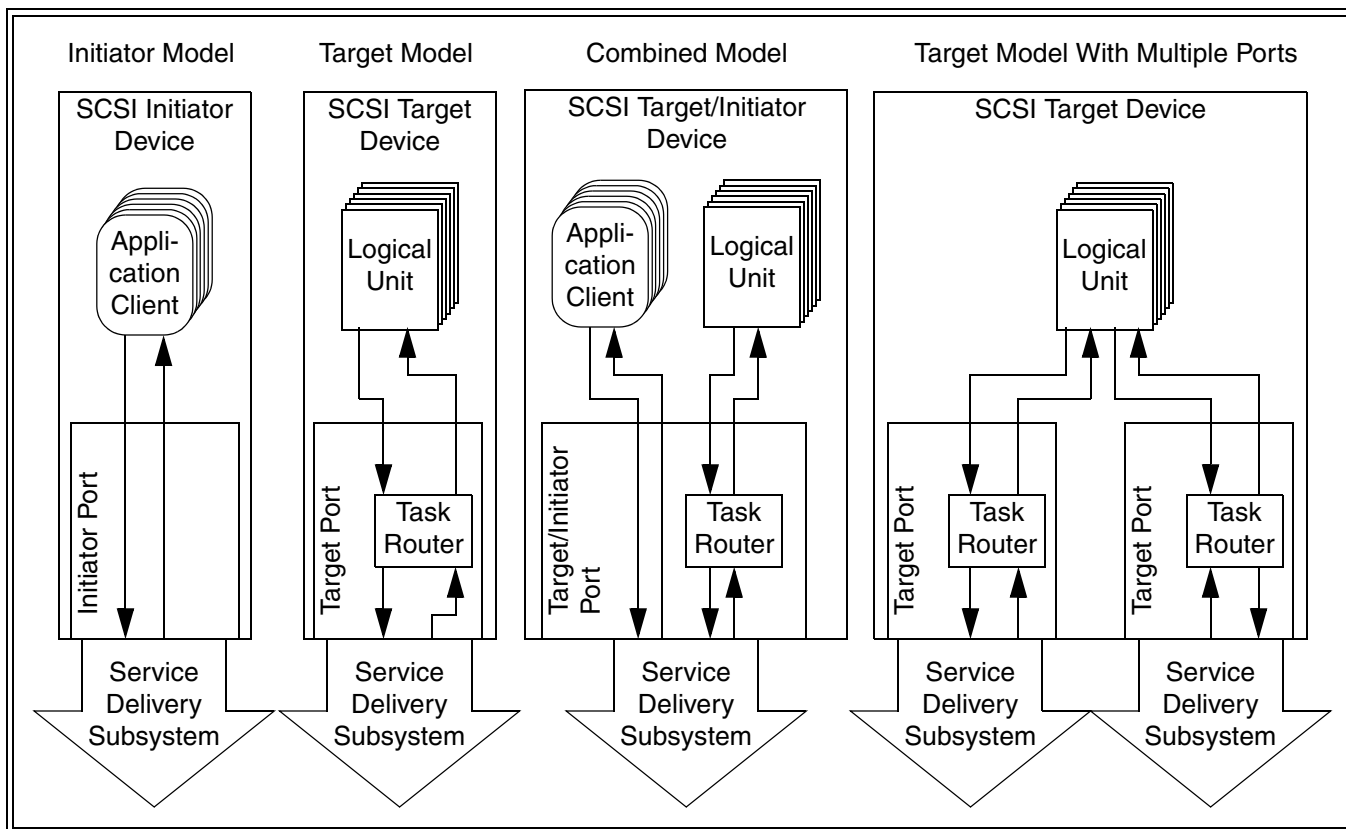 Initiator Model
Target Model
Combined Model
Target Model With Multiple Ports
SCSI Initiator
Device
SCSI Target
Device
SCSI Target/Initiator
Device
SCSI Target Device
Appli-
cation
Client
Logical
Unit
Appli-
cation
Client
Logical
Unit
Logical
Unit
Initiator Port
Target Port
Task
Router
Target/Initiator
Port
Task
Router
Target Port
Task
Router
Target Port
Task
Router
Service
Delivery
Subsystem
Service
Delivery
Subsystem
Service
Delivery
Subsystem
Service
Delivery
Subsystem
Service
Delivery
Subsystem